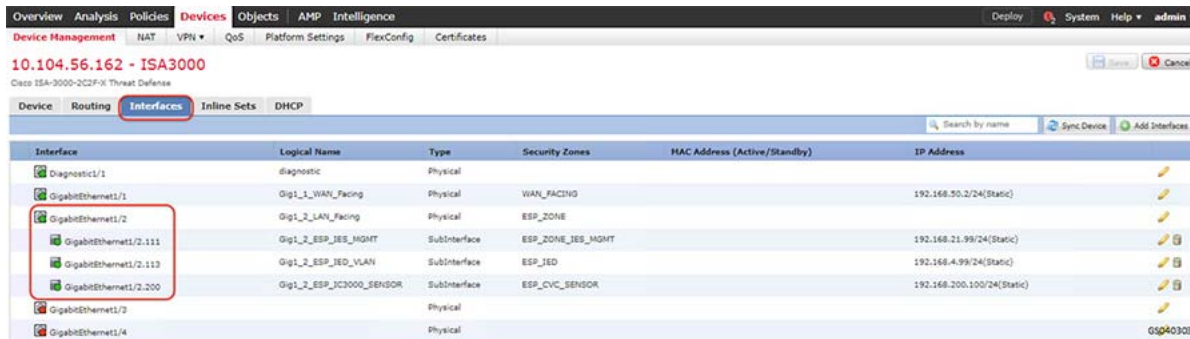 Overview Analysis Policies Devices Objects AMP Intelligence Deploy System Help admin
Device Management NAT VPN QoS Platform Settings FlexConfig Certificates
10.104.56.162 - ISA3000
Save Cancel
Cisco ISA-3000-2C2F-X Threat Defense
Device Routing Interfaces Inline Sets DHCP
Search by name Sync Device Add Interfaces
Interface Logical Name Type Security Zones MAC Address (Active/Standby) IP Address
Diagnostic1/1 diagnostic Physical
GigabitEthernet1/1 Gig1_1_WAN_Facing Physical WAN_FACING 192.168.50.2/24(Static)
GigabitEthernet1/2 Gig1_2_LAN_Facing Physical ESP_ZONE
GigabitEthernet1/2.111 Gig1_2_ESP_IES_MGMT SubInterface ESP_ZONE_IES_MGMT 192.168.21.99/24(Static)
GigabitEthernet1/2.113 Gig1_2_ESP_IED_VLAN SubInterface ESP_IED 192.168.4.99/24(Static)
GigabitEthernet1/2.200 Gig1_2_ESP_IC3000_SENSOR SubInterface ESP_CVC_SENSOR 192.168.200.100/24(Static)
GigabitEthernet1/3 Physical
GigabitEthernet1/4 Physical